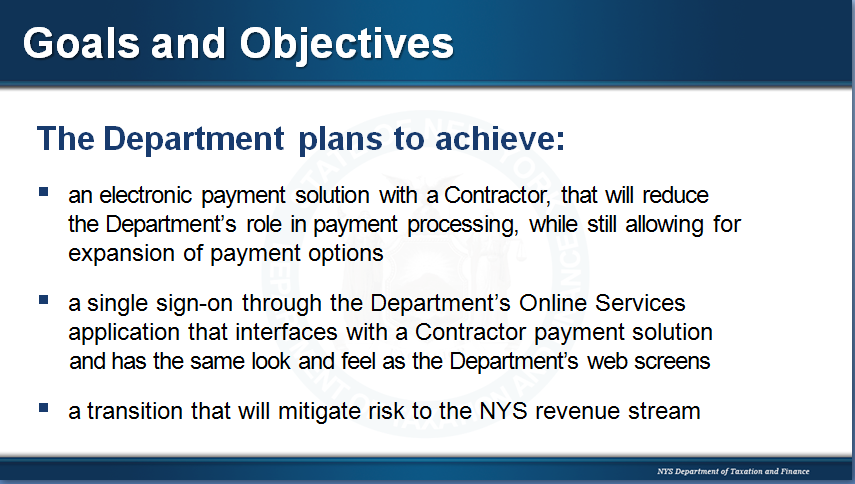 Goals and Objectives
The Department plans to achieve:
▪ an electronic payment solution with a Contractor, that will reduce
the Department's role in payment processing, while still allowing for
expansion of payment options
▪ a single sign-on through the Department's Online Services
application that interfaces with a Contractor payment solution
and has the same look and feel as the Department's web screens
▪ a transition that will mitigate risk to the NYS revenue stream
NYS Department of Taxation and Finance